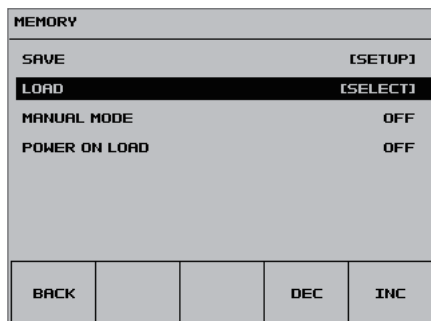 MEMORY
SAVE [SETUP]
LOAD [SELECT]
MANUAL MODE OFF
POWER ON LOAD OFF
BACK DEC INC